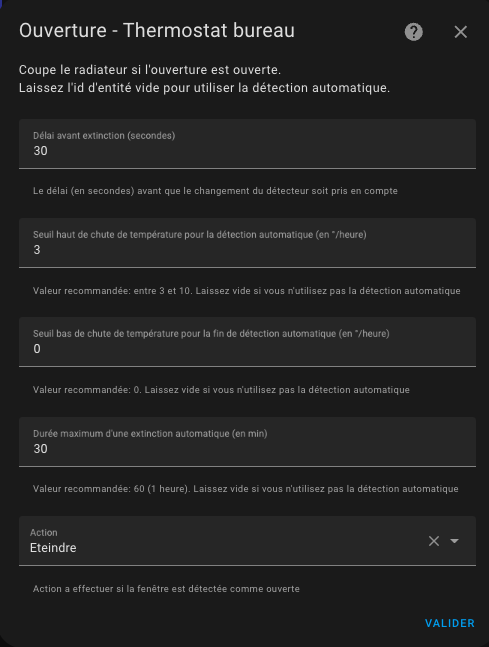 Ouverture - Thermostat bureau
Coupe le radiateur si l'ouverture est ouverte.
Laissez l'id d'entité vide pour utiliser la détection automatique.
Délai avant extinction (secondes)
30
Le délai (en secondes) avant que le changement du détecteur soit pris en compte
Seuil haut de chute de température pour la détection automatique (en °/heure)
3
Valeur recommandée: entre 3 et 10. Laissez vide si vous n'utilisez pas la détection automatique
Seuil bas de chute de température pour la fin de détection automatique (en °/heure)
0
Valeur recommandée: 0. Laissez vide si vous n'utilisez pas la détection automatique
Durée maximum d'une extinction automatique (en min)
30
Valeur recommandée: 60 (1 heure). Laissez vide si vous n'utilisez pas la détection automatique
Action
Eteindre
Action a effectuer si la fenêtre est détectée comme ouverte
VALIDER